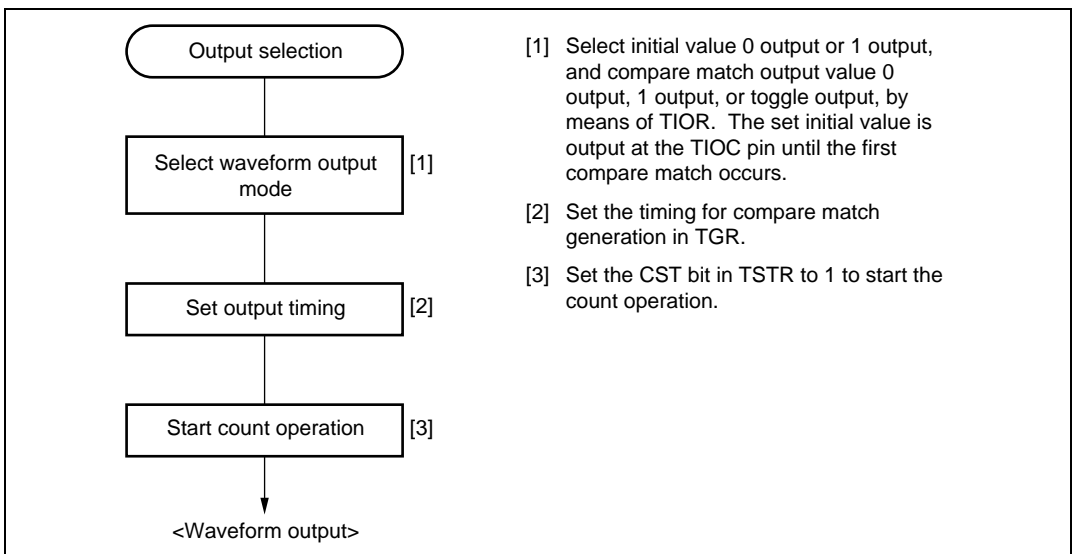 Output selection
Select waveform output
mode
[1]
Set output timing
[2]
Start count operation
[3]
<Waveform output>
[1] Select initial value 0 output or 1 output,
and compare match output value 0
output, 1 output, or toggle output, by
means of TIOR. The set initial value is
output at the TIOC pin until the first
compare match occurs.
[2] Set the timing for compare match
generation in TGR.
[3] Set the CST bit in TSTR to 1 to start the
count operation.